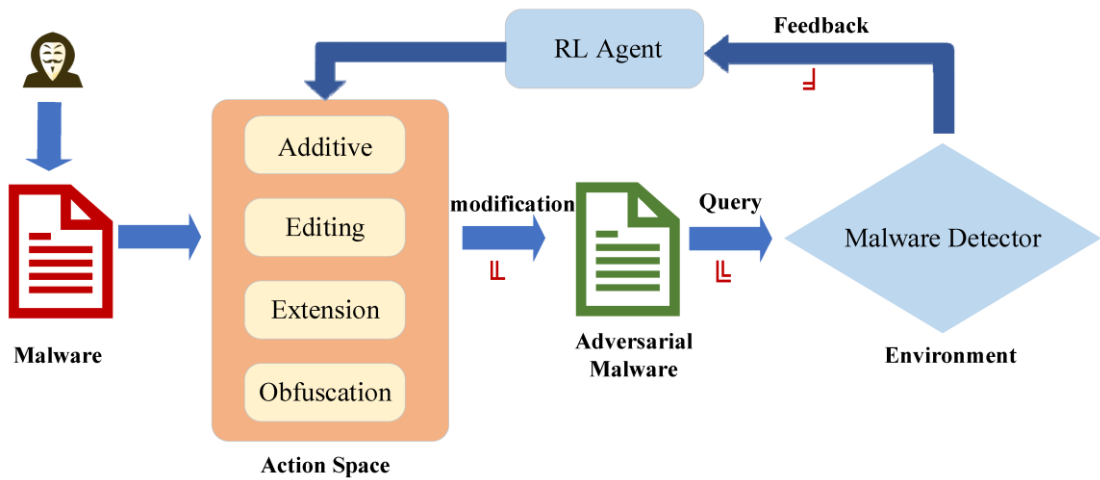 Feedback
RL Agent
Additive
Editing
Extension
Obfuscation
Action Space
Malware
modification
Adversarial
Malware
Query
Malware Detector
Environment